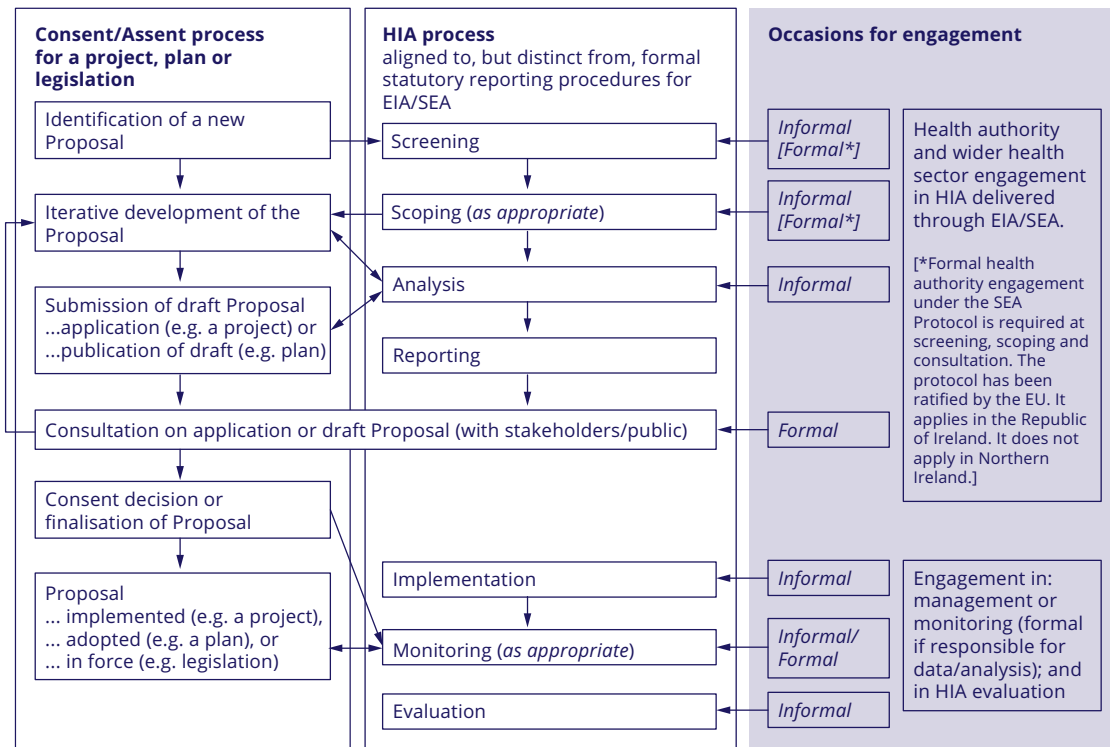 Consent/Assent process
for a project, plan or
legislation
Identification of a new
Proposal
Iterative development of the
Proposal
Submission of draft Proposal
...application (e.g. a project) or
...publication of draft (e.g. plan)
Consultation on application or draft Proposal (with stakeholders/public)
Consent decision or
finalisation of Proposal
Proposal
... implemented (e.g. a project),
... adopted (e.g. a plan), or
... in force (e.g. legislation)
HIA process
aligned to, but distinct from, formal
statutory reporting procedures for
EIA/SEA
Screening
Scoping (as appropriate)
Analysis
Reporting
Implementation
Monitoring (as appropriate)
Evaluation
Occasions for engagement
Informal
[Formal*]
Informal
[Formal*]
Informal
Formal
Informal
Informal/
Formal
Informal
Health authority
and wider health
sector engagement
in HIA delivered
through EIA/SEA.
[*Formal health
authority engagement
under the SEA
Protocol is required at
screening, scoping and
consultation. The
protocol has been
ratified by the EU. It
applies in the Republic
of Ireland. It does not
apply in Northern
Ireland.]
Engagement in:
management or
monitoring (formal
if responsible for
data/analysis); and
in HIA evaluation